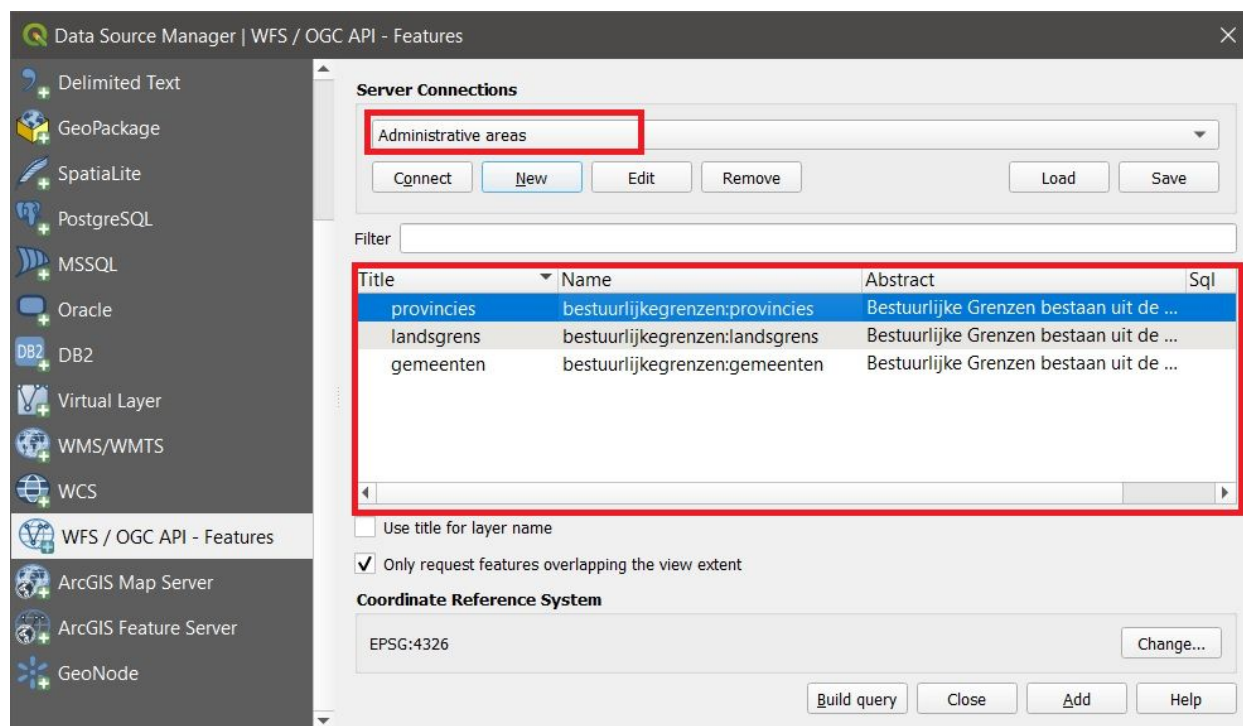 Data Source Manager | WFS / OGC API - Features
Delimited Text
GeoPackage
SpatiaLite
PostgreSQL
MSSQL
Oracle
DB2 DB2
Virtual Layer
WMS/WMTS
WCS
WFS / OGC API - Features
ArcGIS Map Server
ArcGIS Feature Server
GeoNode
Server Connections
Administrative areas
Connect New Edit Remove Load Save
Filter
Title Name Abstract Sql
provincies bestuurlijkegrenzen:provincies Bestuurlijke Grenzen bestaan uit de ...
landsgrens bestuurlijkegrenzen:landsgrens Bestuurlijke Grenzen bestaan uit de ...
gemeenten bestuurlijkegrenzen:gemeenten Bestuurlijke Grenzen bestaan uit de ...
Use title for layer name
Only request features overlapping the view extent
Coordinate Reference System
EPSG:4326 Change...
Build query Close Add Help